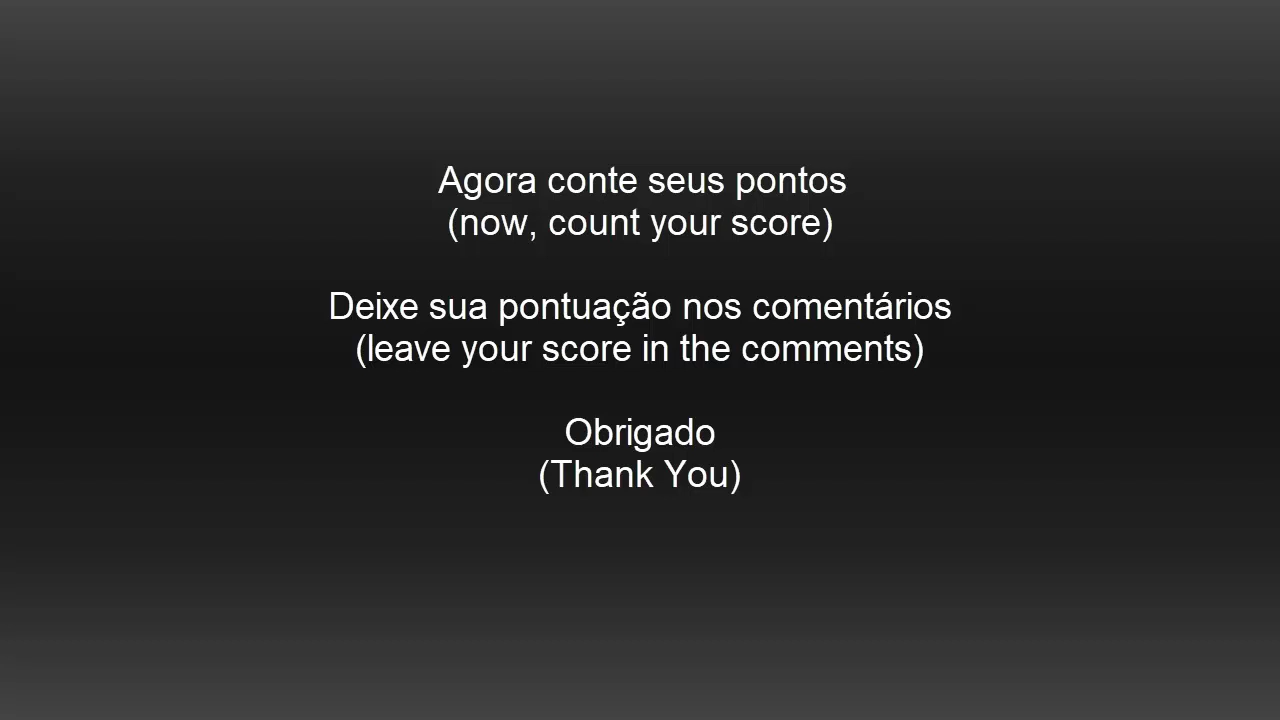 Agora conte seus pontos
(now, count your score)
Deixe sua pontuação nos comentários
(leave your score in the comments)
Obrigado
(Thank You)